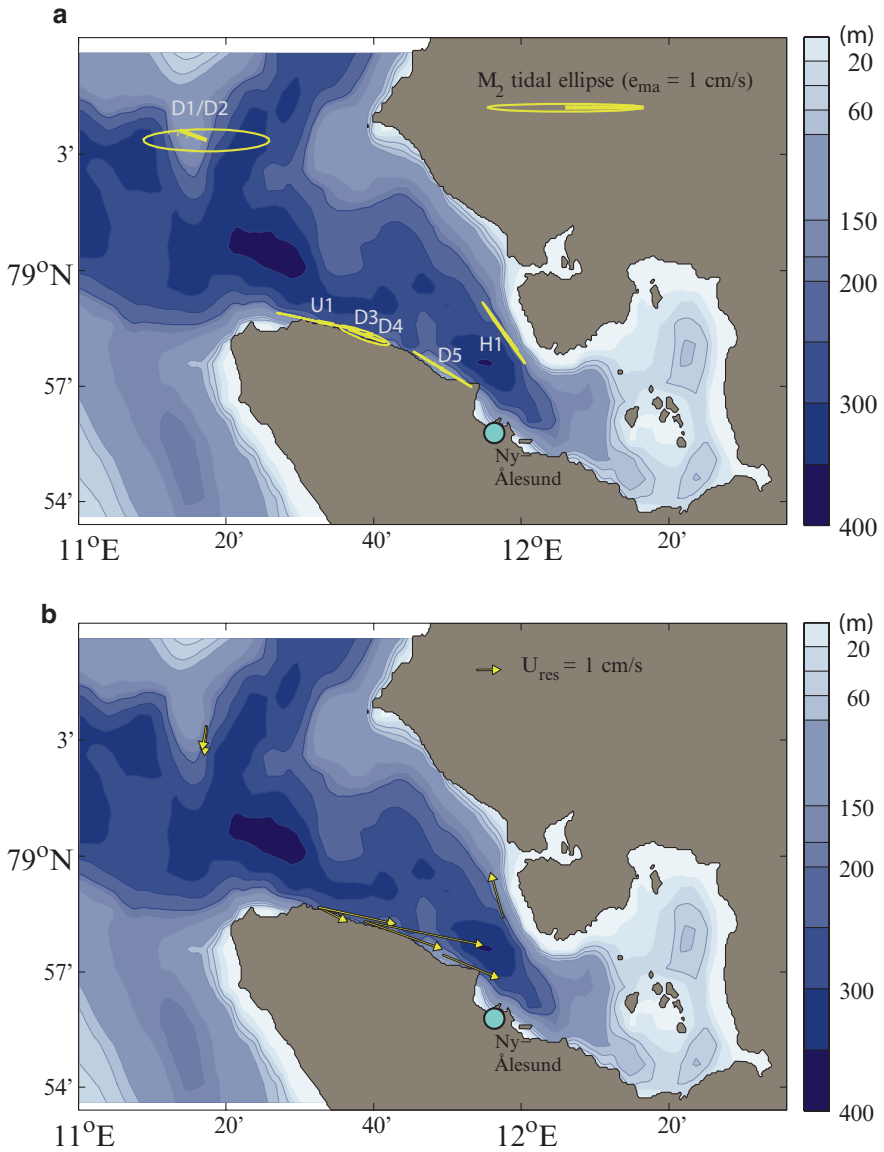 a
M2 tidal ellipse (ema = 1 cm/s)
(m)
20
60
150
200
300
400
D1/D2
3'
79°N
57'
54'
U1
D3
D4
D5
H1
Ny
Ålesund
11°E
20'
40'
12°E
20'
b
Ures = 1 cm/s
(m)
20
60
150
200
300
400
3'
79°N
57'
54'
Ny
Ålesund
11°E
20'
40'
12°E
20'